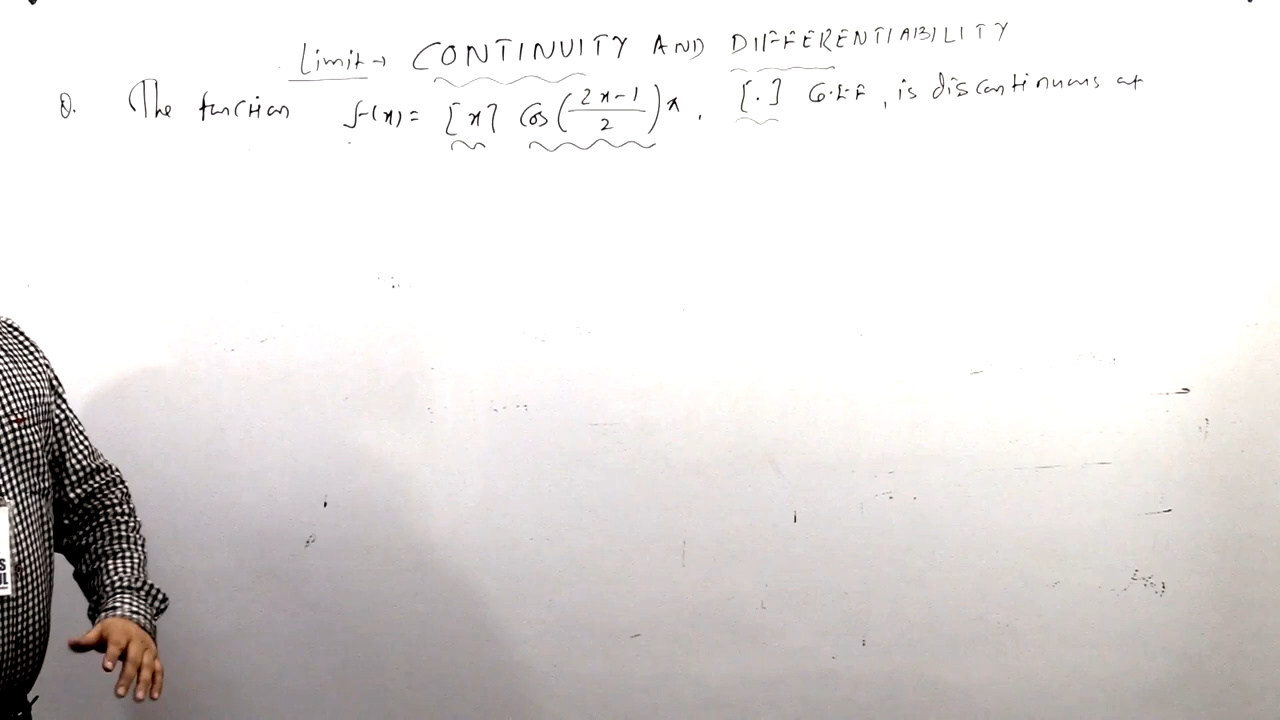 Limit → CONTINUITY AND DIFFERENTIABILITY
Q. The function f(x) = [x] Cos(2x-1/2)π, [.] G.I.F, is discontinuous at